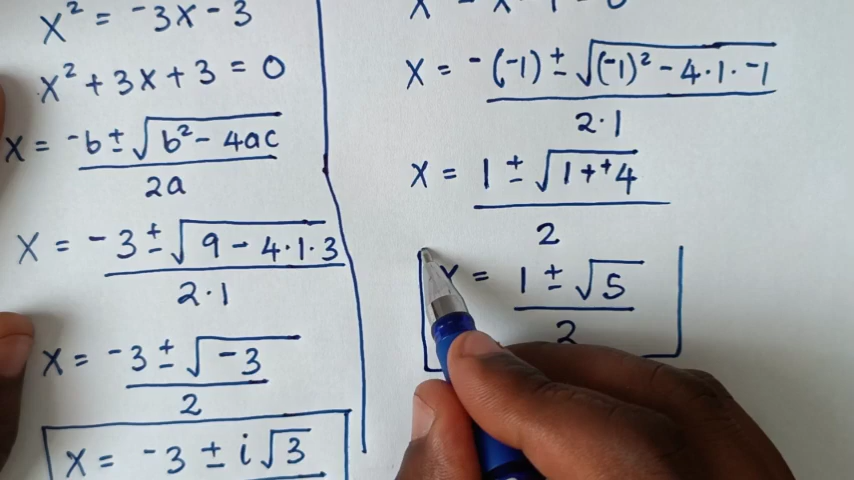 x² = -3x - 3
x² + 3x + 3 = 0
x = -b ± √(b² - 4ac) / 2a
x = -3 ± √(9 - 4·1·3) / 2·1
x = -3 ± √(-3) / 2
x = -3 ± i√3
x = -(-1) ± √((-1)² - 4·1·-1) / 2·1
x = 1 ± √(1 + +4) / 2
x = 1 ± √5 / 2